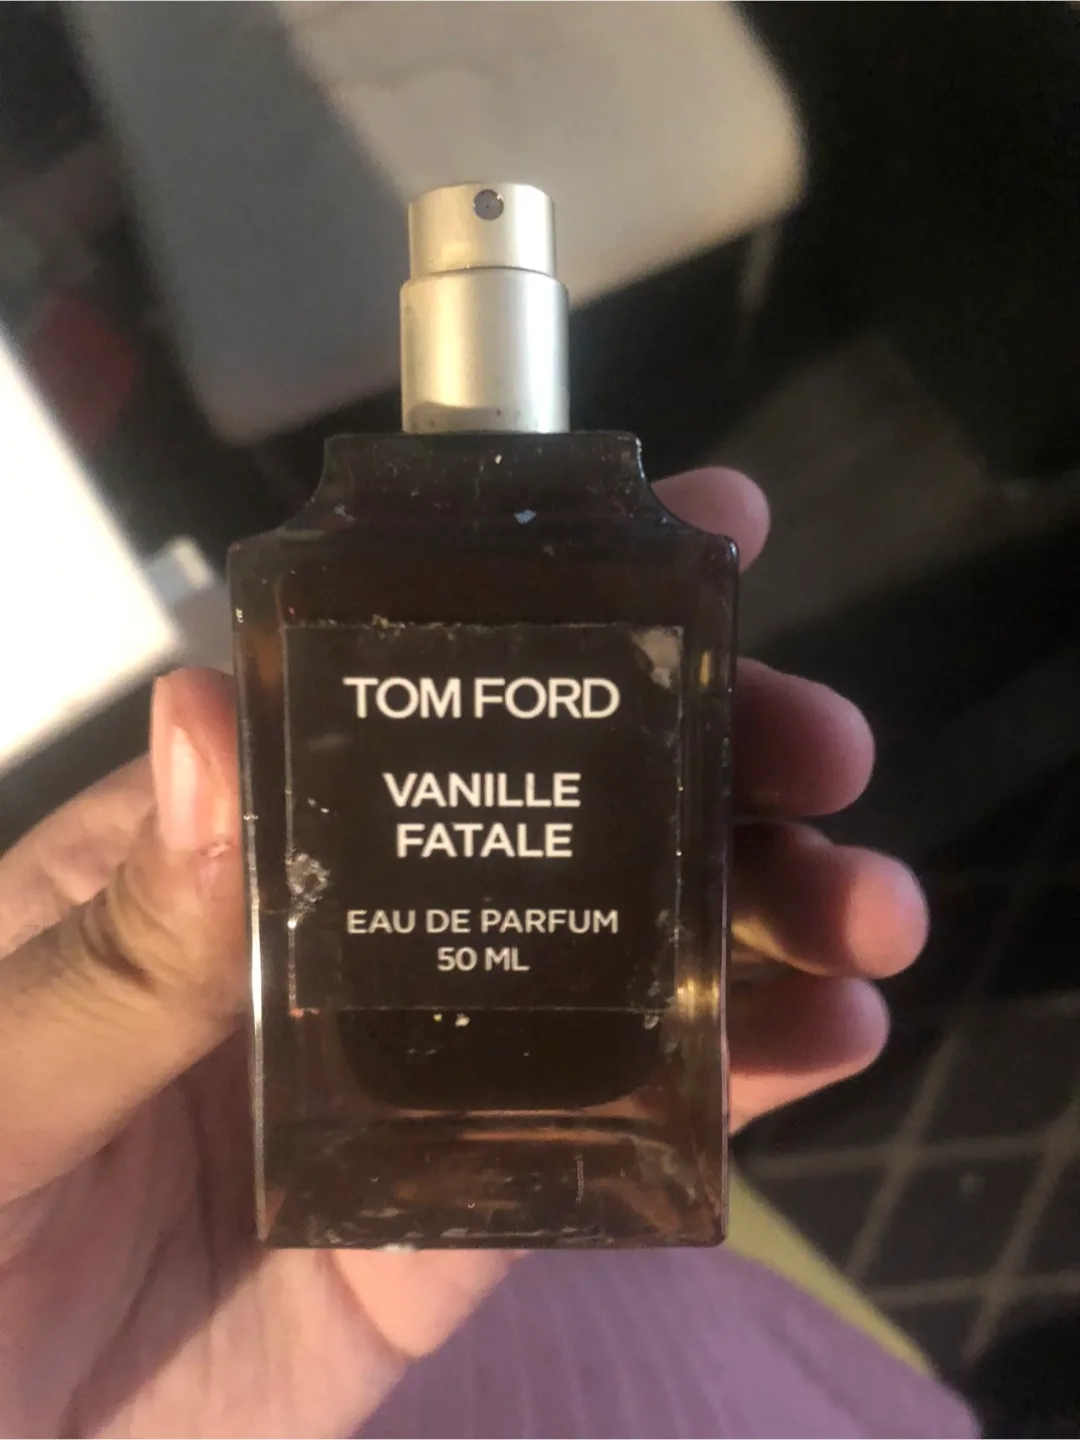 TOM FORD
VANILLE
FATALE
EAU DE PARFUM
50 ML